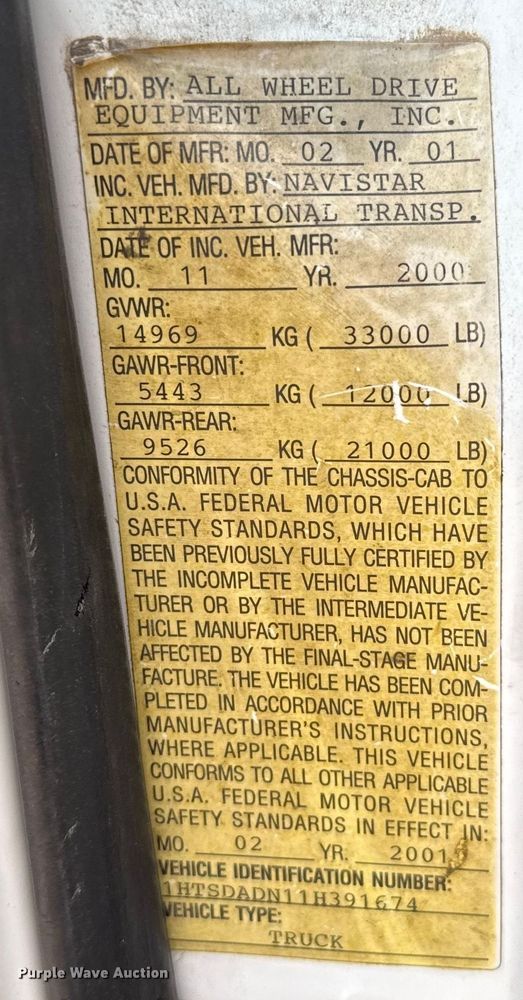 MFD. BY: ALL WHEEL DRIVE
EQUIPMENT MFG., INC.
DATE OF MFR: MO. 02 YR. 01
INC. VEH. MFD. BY: NAVISTAR
INTERNATIONAL TRANSP.
DATE OF INC. VEH. MFR:
MO. 11 YR. 2000
GVWR:
14969 KG ( 33000 LB)
GAWR-FRONT:
5443 KG ( 12000 LB)
GAWR-REAR:
9526 KG ( 21000 LB)
CONFORMITY OF THE CHASSIS-CAB TO
U.S.A. FEDERAL MOTOR VEHICLE
SAFETY STANDARDS, WHICH HAVE
BEEN PREVIOUSLY FULLY CERTIFIED BY
THE INCOMPLETE VEHICLE MANUFAC-
TURER OR BY THE INTERMEDIATE VE-
HICLE MANUFACTURER, HAS NOT BEEN
AFFECTED BY THE FINAL-STAGE MANU-
FACTURE. THE VEHICLE HAS BEEN COM-
PLETED IN ACCORDANCE WITH PRIOR
MANUFACTURER'S INSTRUCTIONS,
WHERE APPLICABLE. THIS VEHICLE
CONFORMS TO ALL OTHER APPLICABLE
U.S.A. FEDERAL MOTOR VEHICLE
SAFETY STANDARDS IN EFFECT IN:
MO. 02 YR. 2001
VEHICLE IDENTIFICATION NUMBER:
1HTSDADN11H391674
VEHICLE TYPE:
TRUCK
Purple Wave Auction